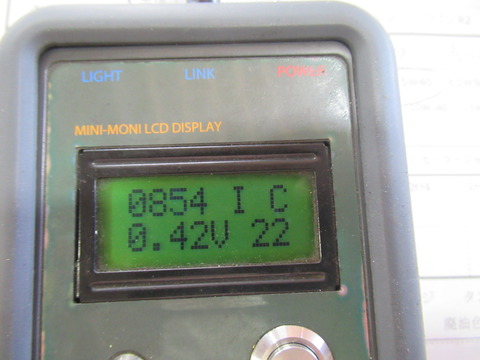 LIGHT LINK POWER
MINI-MONI LCD DISPLAY
0854 I C
0.42V 22